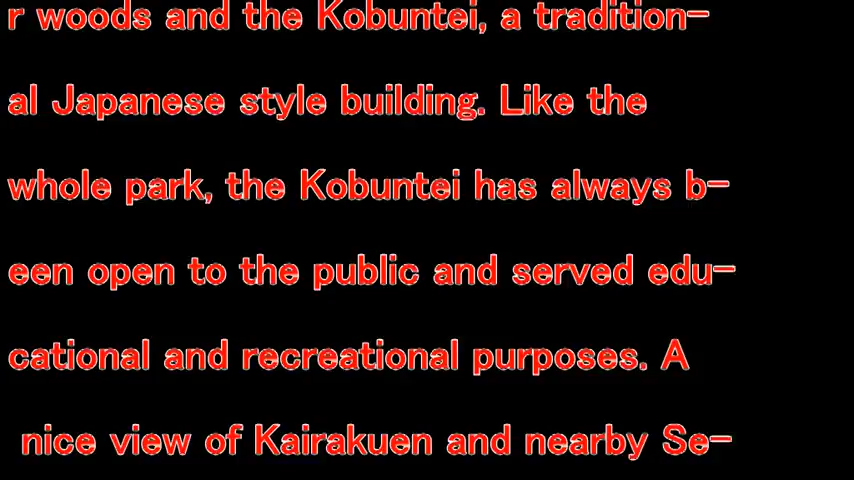 r woods and the Kobuntei, a tradition-
al Japanese style building. Like the
whole park, the Kobuntei has always b-
een open to the public and served edu-
cational and recreational purposes. A
nice view of Kairakuen and nearby Se-